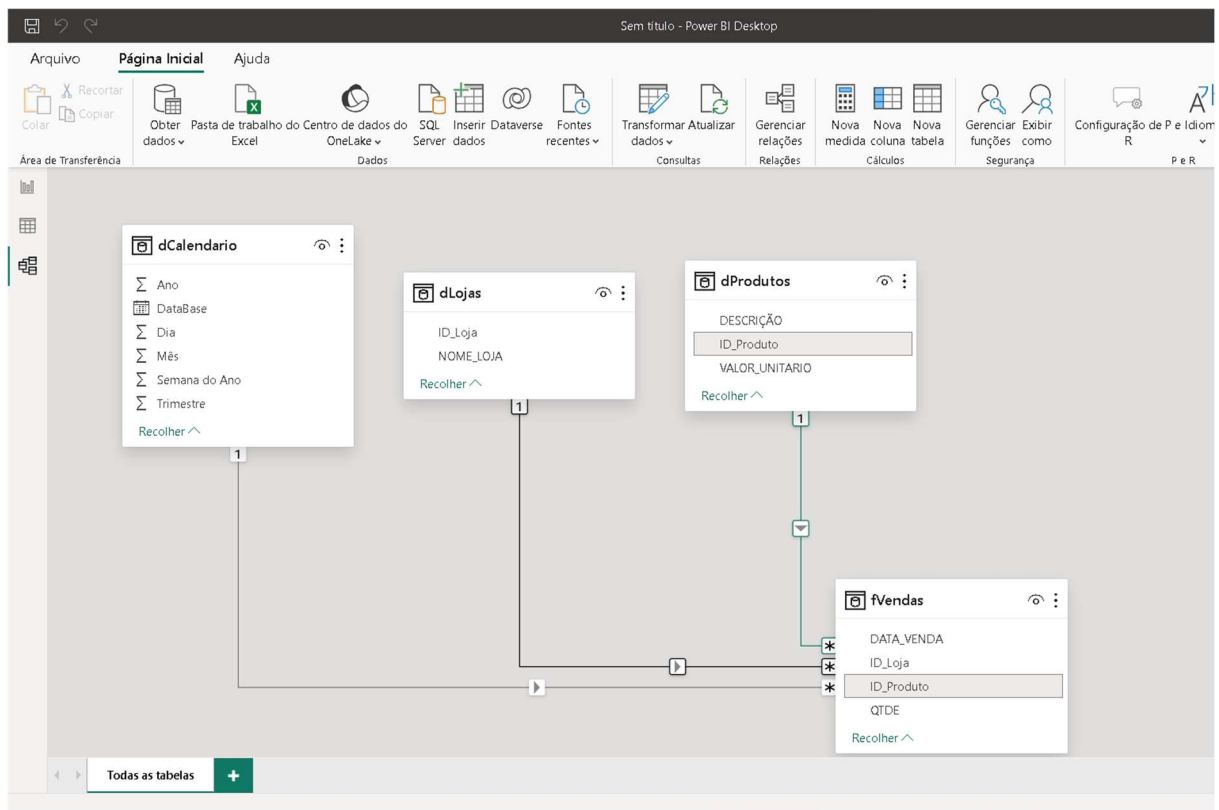 Sem título - Power BI Desktop
Arquivo Página Inicial Ajuda
Colar
Recortar
Copiar
Obter dados
Pasta de trabalho do Excel
Centro de dados do OneLake
SQL Server
Inserir dados
Dataverse
Fontes recentes
Transformar dados
Atualizar
Gerenciar relações
Nova medida
Nova coluna
Nova tabela
Gerenciar funções
Exibir como
Configuração de P e R
Idiom
Área de Transferência Dados Consultas Relações Cálculos Segurança P e R
dCalendario
Ano
DataBase
Dia
Mês
Semana do Ano
Trimestre
Recolher
1
dLojas
ID_Loja
NOME_LOJA
Recolher
1
dProdutos
DESCRIÇÃO
ID_Produto
VALOR_UNITARIO
Recolher
1
fVendas
DATA_VENDA
ID_Loja
ID_Produto
QTDE
Recolher
*
*
*
Todas as tabelas +